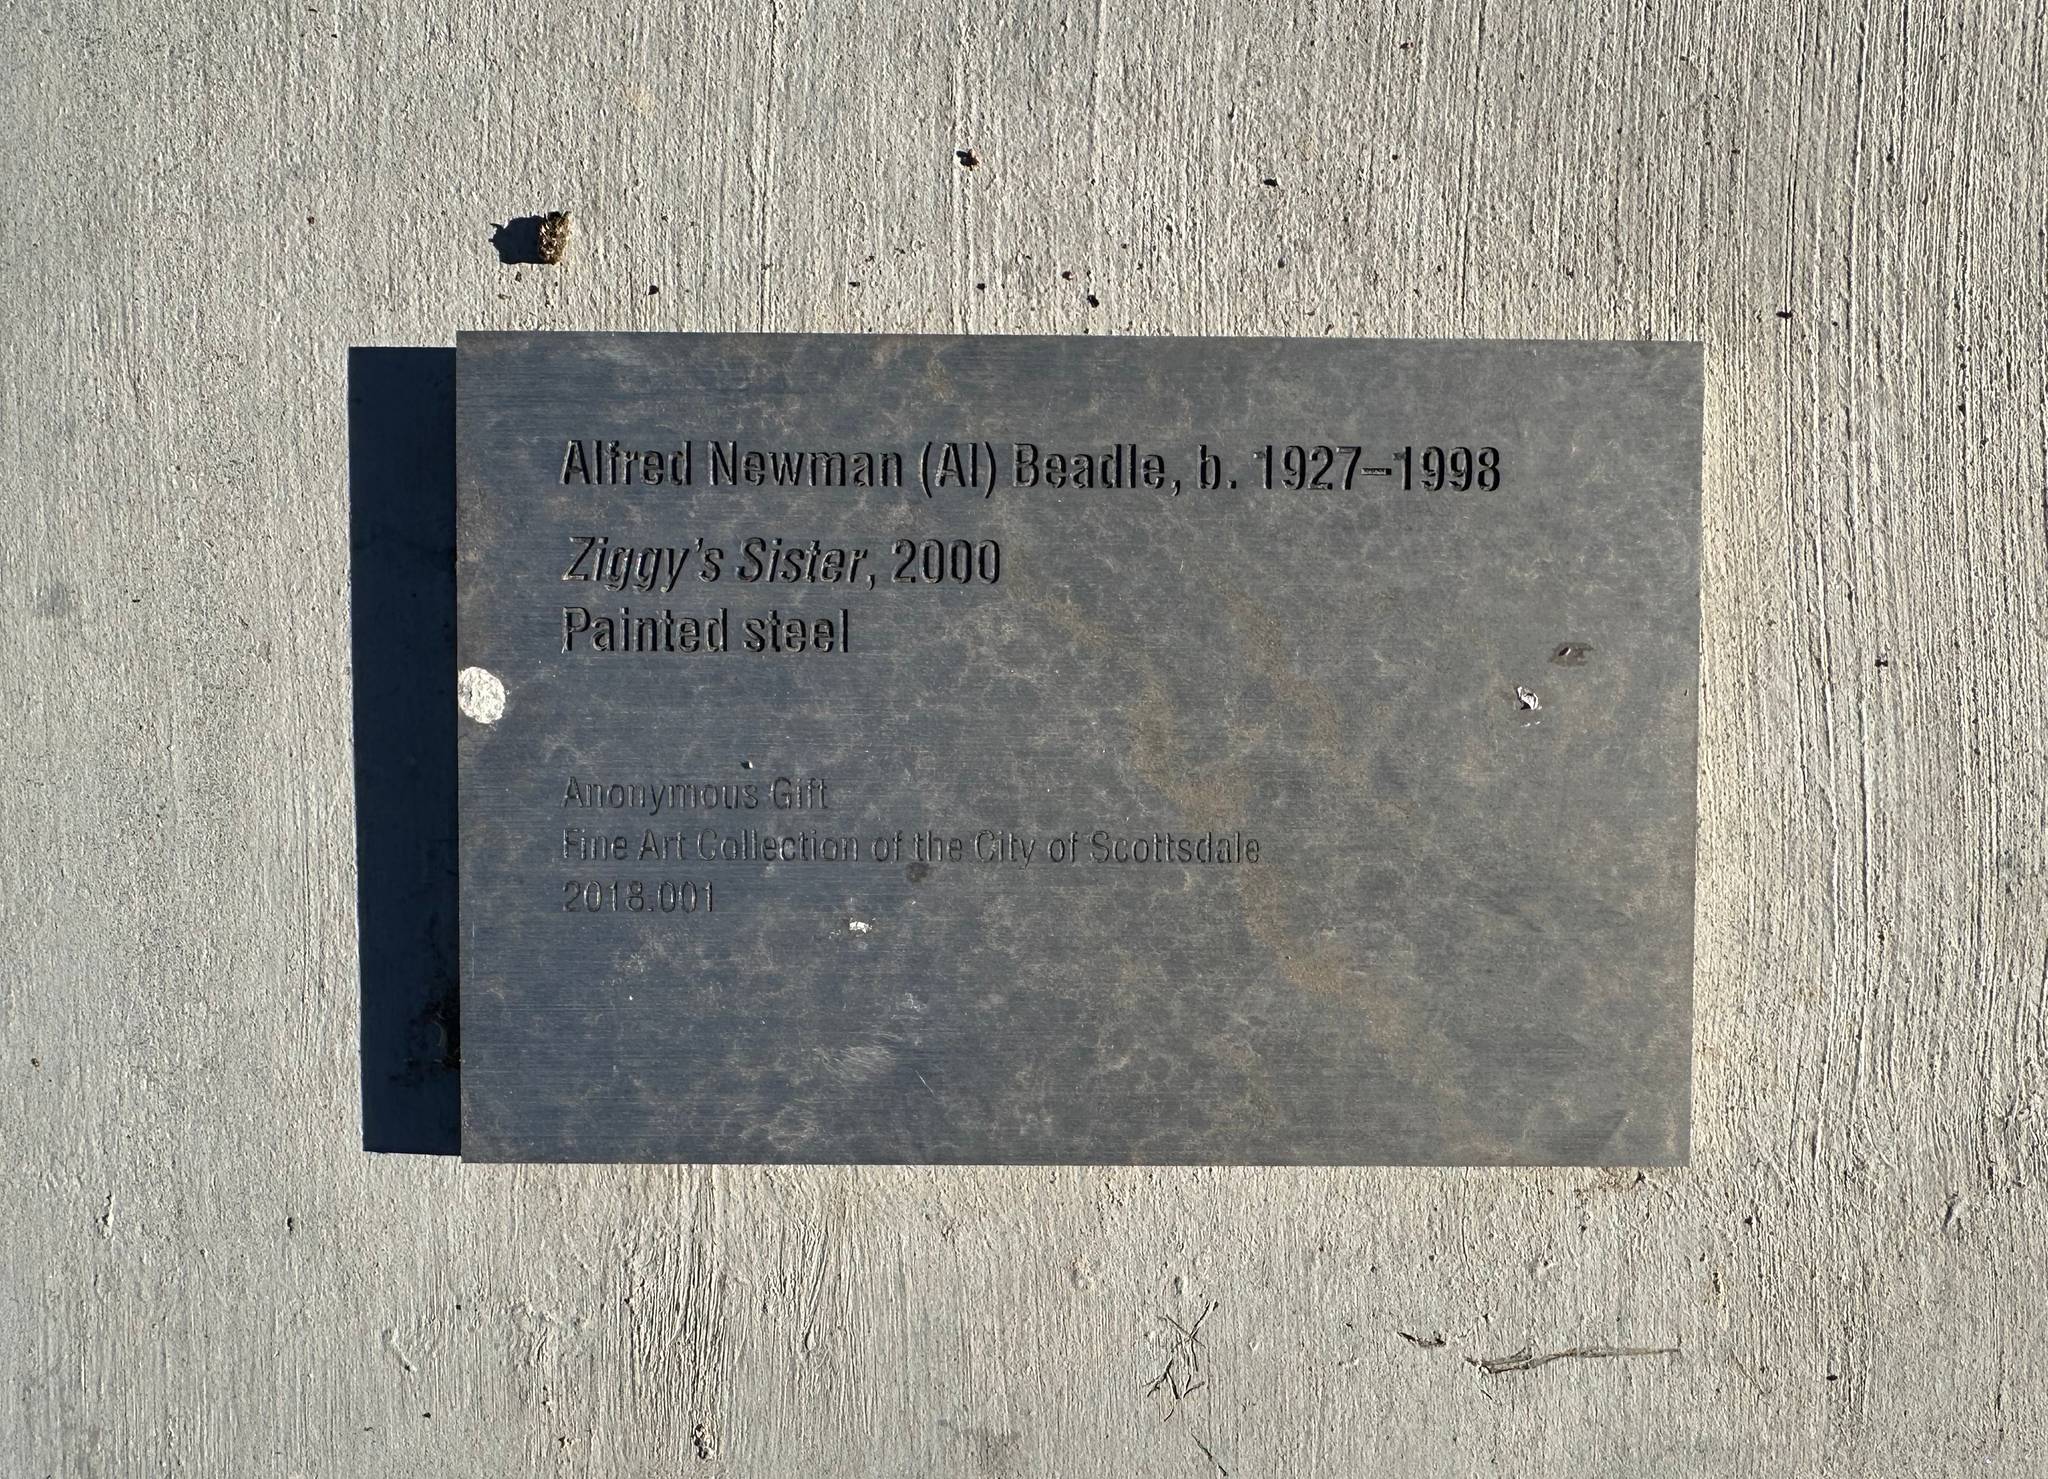 Alfred Newman (Al) Beadle, b. 1927–1998
Ziggy's Sister, 2000
Painted steel
Anonymous Gift
Fine Art Collection of the City of Scottsdale
2018.001